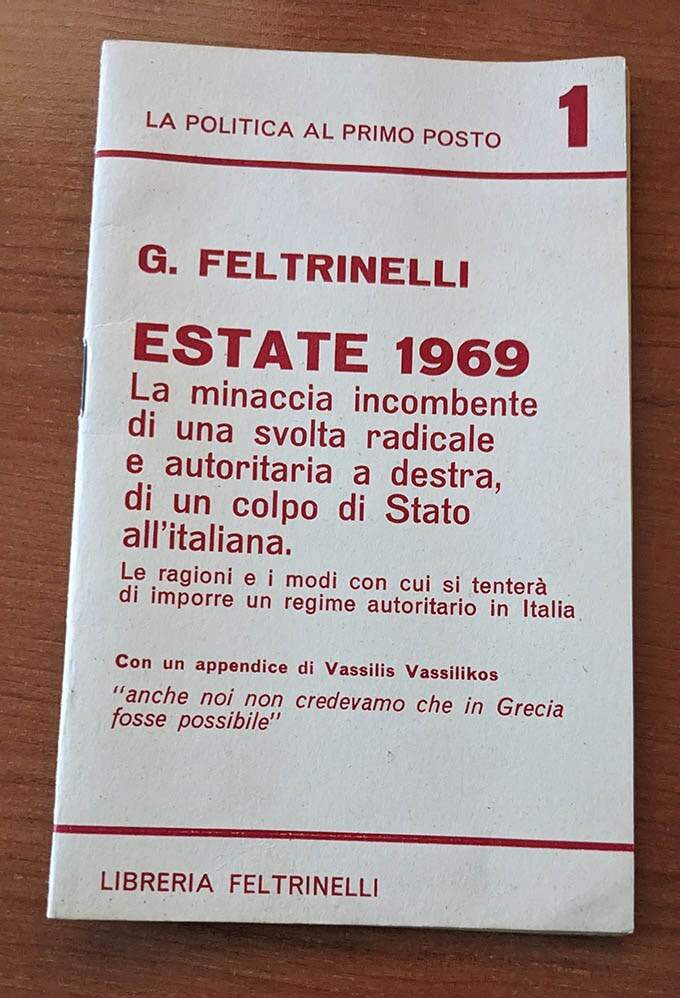 LA POLITICA AL PRIMO POSTO 1
G. FELTRINELLI
ESTATE 1969
La minaccia incombente
di una svolta radicale
e autoritaria a destra,
di un colpo di Stato
all'italiana.
Le ragioni e i modi con cui si tenterà
di imporre un regime autoritario in Italia
Con un appendice di Vassilis Vassilikos
"anche noi non credevamo che in Grecia
fosse possibile"
LIBRERIA FELTRINELLI